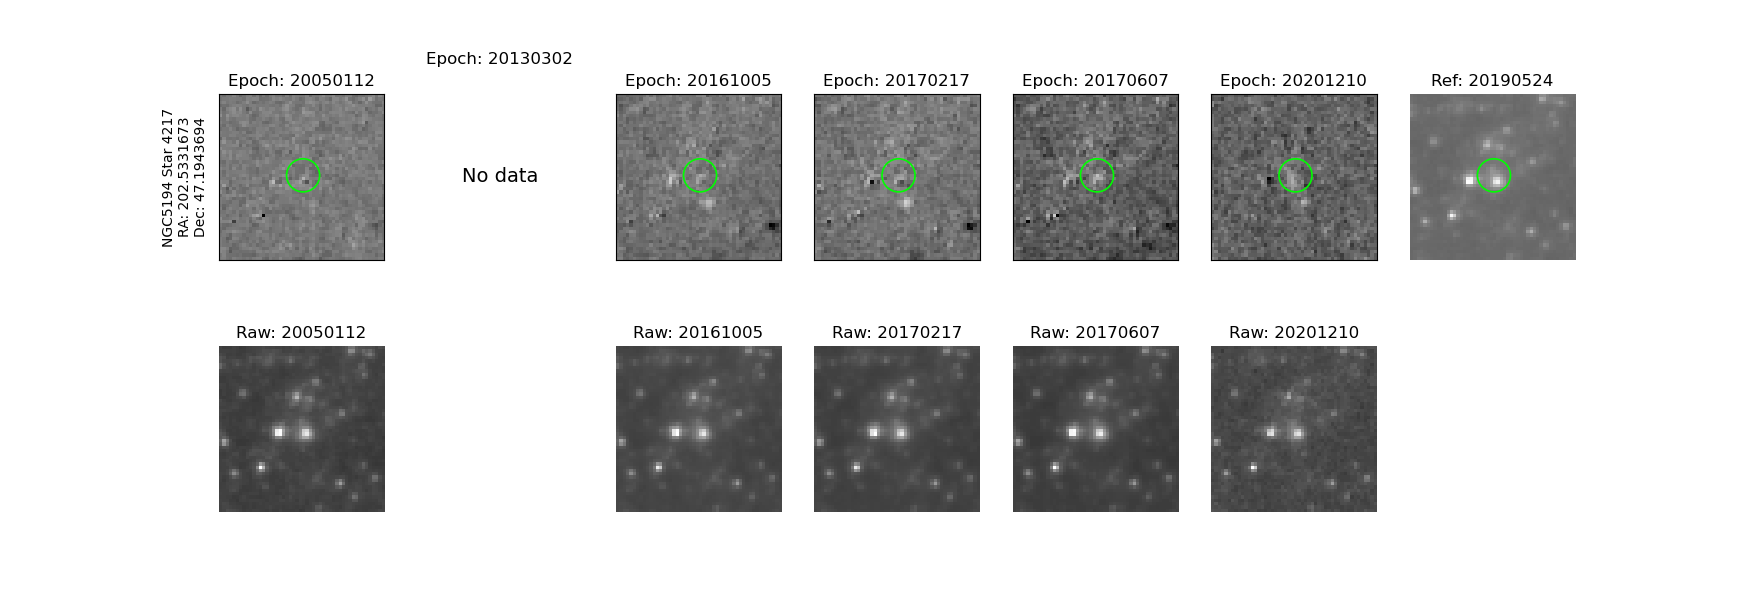 Epoch: 20130302
Epoch: 20050112
Epoch: 20161005
Epoch: 20170217
Epoch: 20170607
Epoch: 20201210
Ref: 20190524
NGC5194 Star 4217
RA: 202.5331673
Dec: 47.1943694
No data
Raw: 20050112
Raw: 20161005
Raw: 20170217
Raw: 20170607
Raw: 20201210